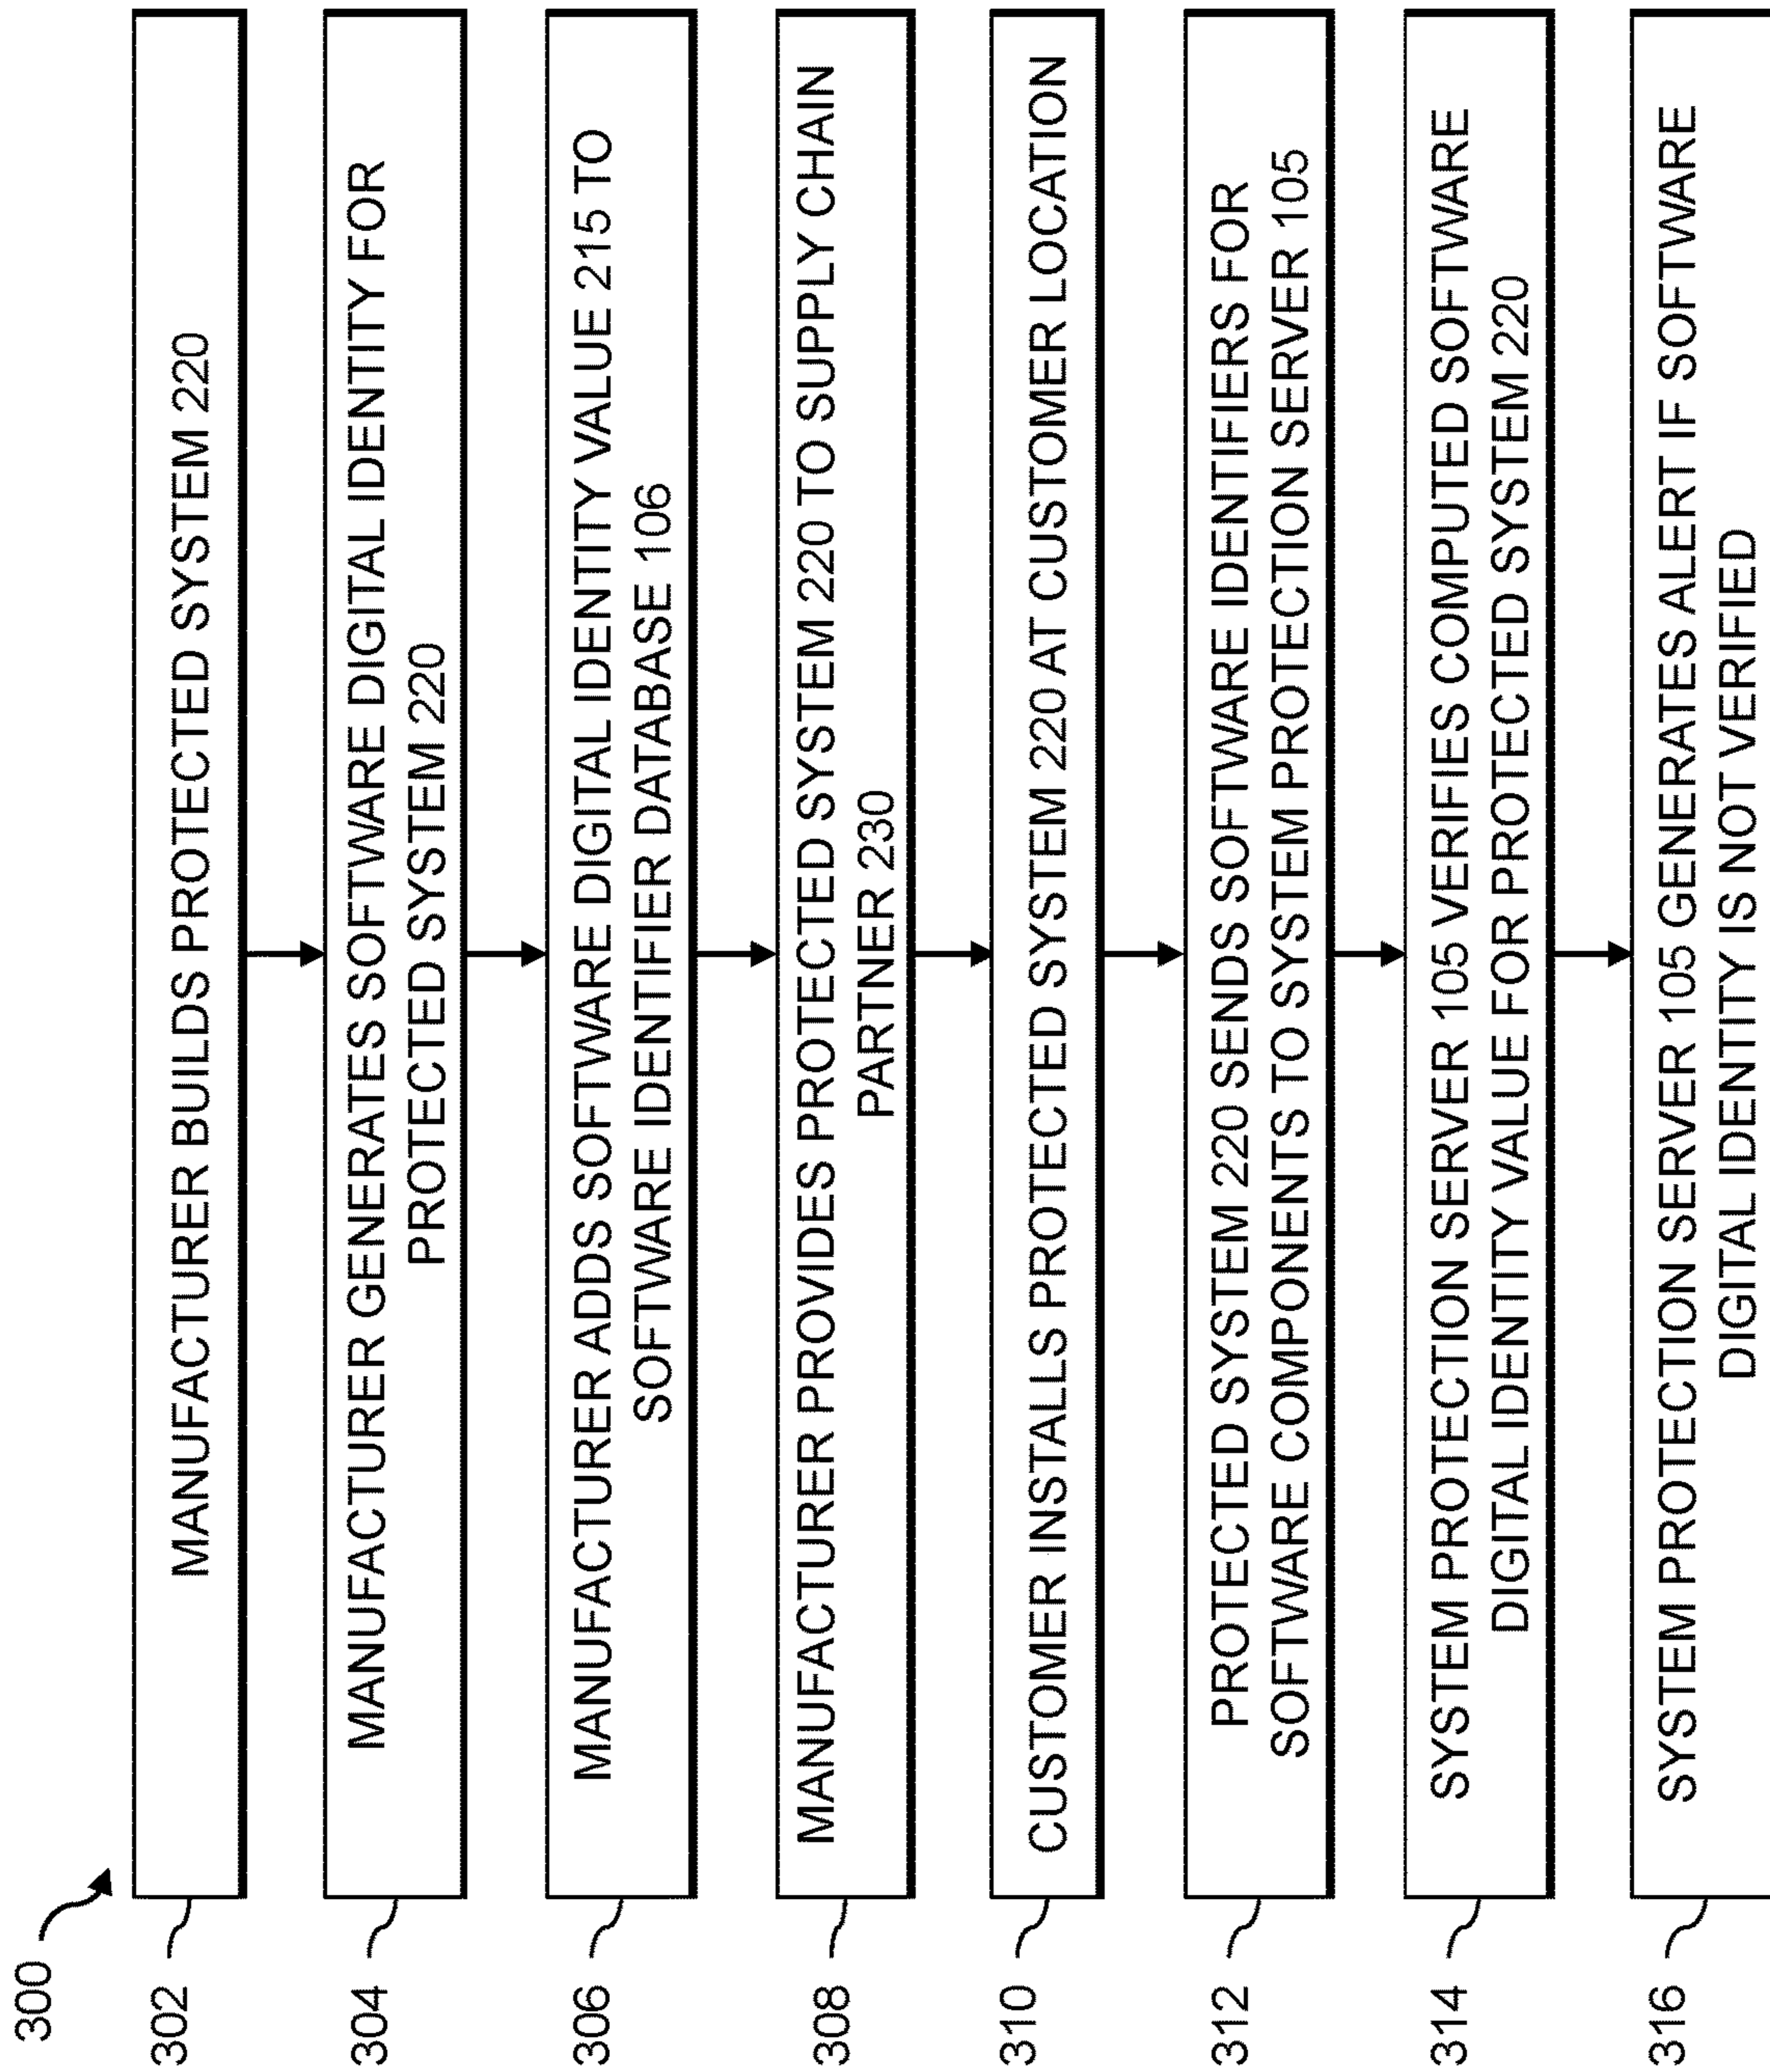 300
302
MANUFACTURER BUILDS PROTECTED SYSTEM 220
304
MANUFACTURER GENERATES SOFTWARE DIGITAL IDENTITY FOR
PROTECTED SYSTEM 220
306
MANUFACTURER ADDS SOFTWARE DIGITAL IDENTITY VALUE 215 TO
SOFTWARE IDENTIFIER DATABASE 106
308
MANUFACTURER PROVIDES PROTECTED SYSTEM 220 TO SUPPLY CHAIN
PARTNER 230
310
CUSTOMER INSTALLS PROTECTED SYSTEM 220 AT CUSTOMER LOCATION
312
PROTECTED SYSTEM 220 SENDS SOFTWARE IDENTIFIERS FOR
SOFTWARE COMPONENTS TO SYSTEM PROTECTION SERVER 105
314
SYSTEM PROTECTION SERVER 105 VERIFIES COMPUTED SOFTWARE
DIGITAL IDENTITY VALUE FOR PROTECTED SYSTEM 220
316
SYSTEM PROTECTION SERVER 105 GENERATES ALERT IF SOFTWARE
DIGITAL IDENTITY IS NOT VERIFIED